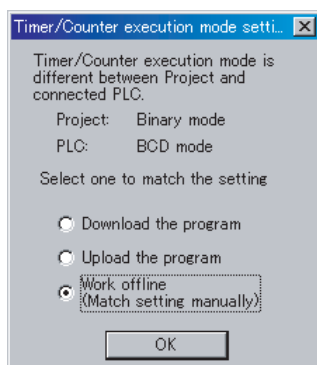 Timer/Counter execution mode setti...
Timer/Counter execution mode is
different between Project and
connected PLC.
Project: Binary mode
PLC: BCD mode
Select one to match the setting
Download the program
Upload the program
Work offline
(Match setting manually)
OK